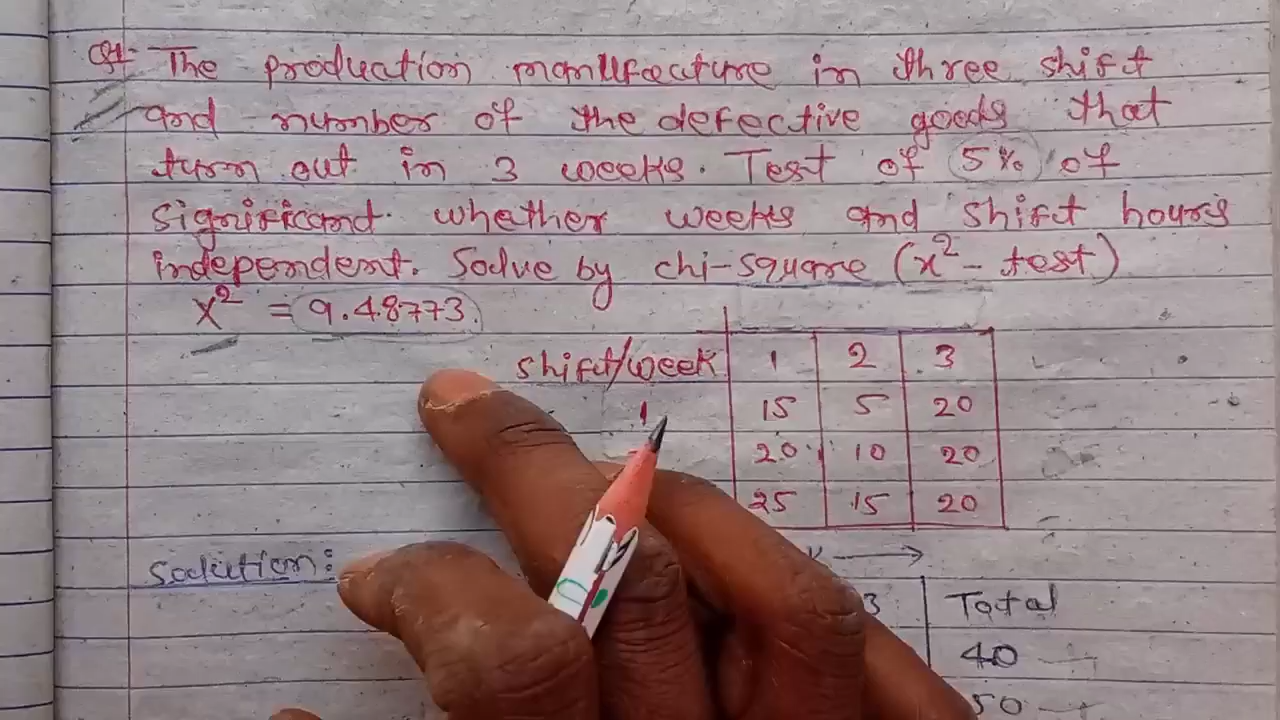 Q1- The production manufacture in three shift
and number of the defective goods that
turn out in 3 weeks. Test of 5% of
significand. whether weeks and shift hours
independent. Solve by chi-square (x²- test)
x² = 9.48773.
shift/week 1 2 3
1 15 5 20
20 10 20
25 15 20
Solution:
3 Total
40
50